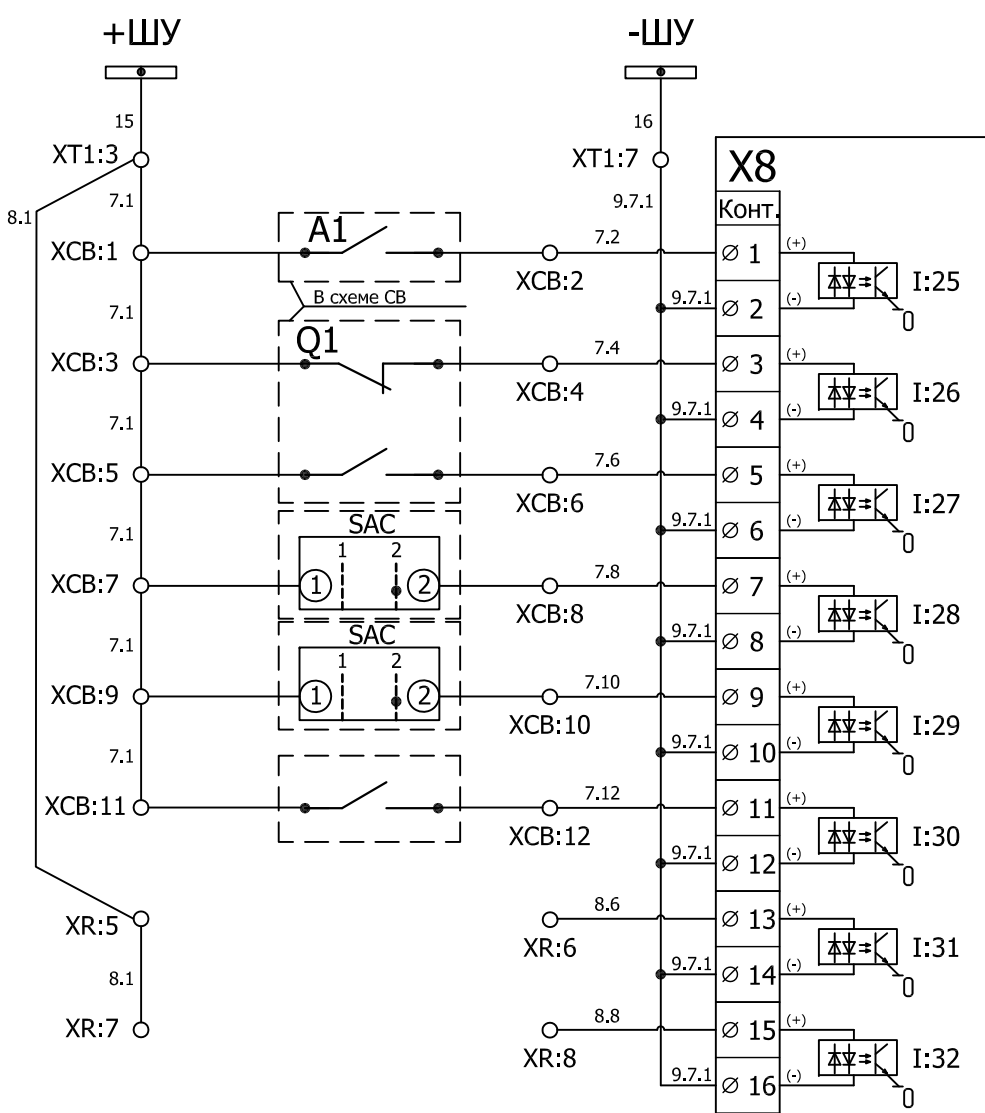 +ШУ
-ШУ
15
16
XT1:3
XT1:7
X8
8.1
7.1
9.7.1
Конт.
XCB:1
A1
XCB:2
7.2
1
(+)
I:25
7.1
В схеме СВ
9.7.1
2
(-)
0
XCB:3
Q1
XCB:4
7.4
3
(+)
I:26
7.1
9.7.1
4
(-)
0
XCB:5
XCB:6
7.6
5
(+)
I:27
7.1
SAC
1
2
9.7.1
6
(-)
0
XCB:7
1
2
XCB:8
7.8
7
(+)
I:28
7.1
SAC
1
2
9.7.1
8
(-)
0
XCB:9
1
2
XCB:10
7.10
9
(+)
I:29
7.1
9.7.1
10
(-)
0
XCB:11
XCB:12
7.12
11
(+)
I:30
9.7.1
12
(-)
0
XR:5
XR:6
8.6
13
(+)
I:31
8.1
9.7.1
14
(-)
0
XR:7
XR:8
8.8
15
(+)
I:32
9.7.1
16
(-)
0